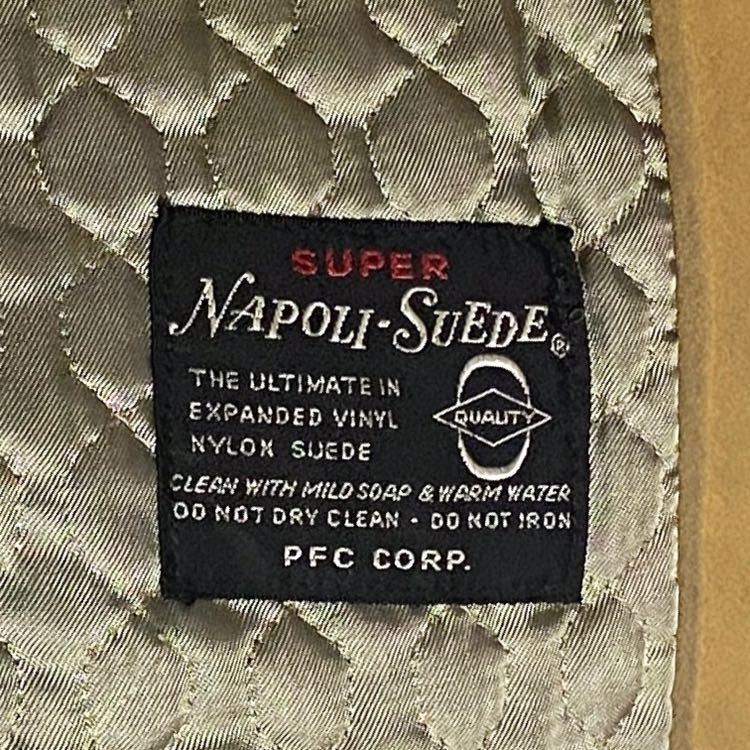 SUPER
NAPOLI-SUEDE®
THE ULTIMATE IN
EXPANDED VINYL
NYLON SUEDE
QUALITY
CLEAN WITH MILD SOAP & WARM WATER
DO NOT DRY CLEAN - DO NOT IRON
PFC CORP.